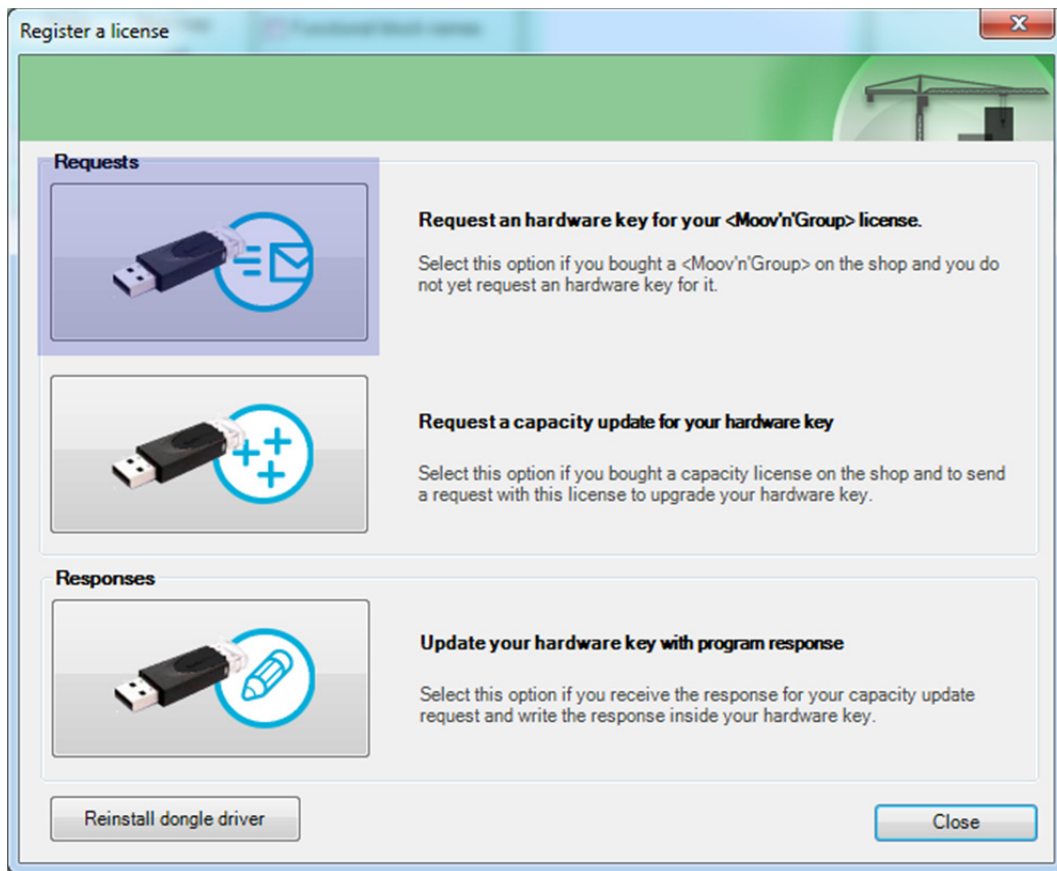 Register a license
Functional block names
Requests
Request an hardware key for your <Moov'n'Group> license.
Select this option if you bought a <Moov'n'Group> on the shop and you do
not yet request an hardware key for it.
Request a capacity update for your hardware key
Select this option if you bought a capacity license on the shop and to send
a request with this license to upgrade your hardware key.
Responses
Update your hardware key with program response
Select this option if you receive the response for your capacity update
request and write the response inside your hardware key.
Reinstall dongle driver
Close